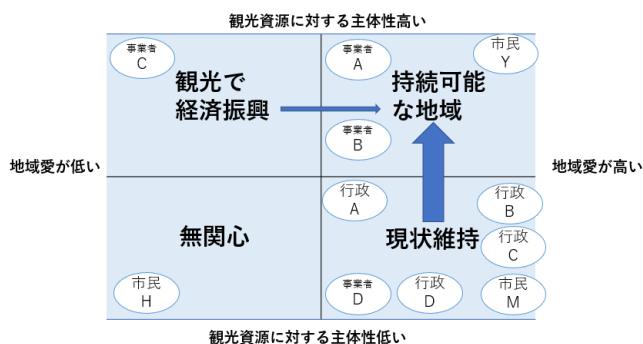 観光資源に対する主体性高い
事業者
C
観光で
経済振興
事業者
A
持続可能
な地域
市民
Y
事業者
B
地域愛が低い
地域愛が高い
無関心
市民
H
行政
A
現状維持
行政
B
行政
C
事業者
D
行政
D
市民
M
観光資源に対する主体性低い